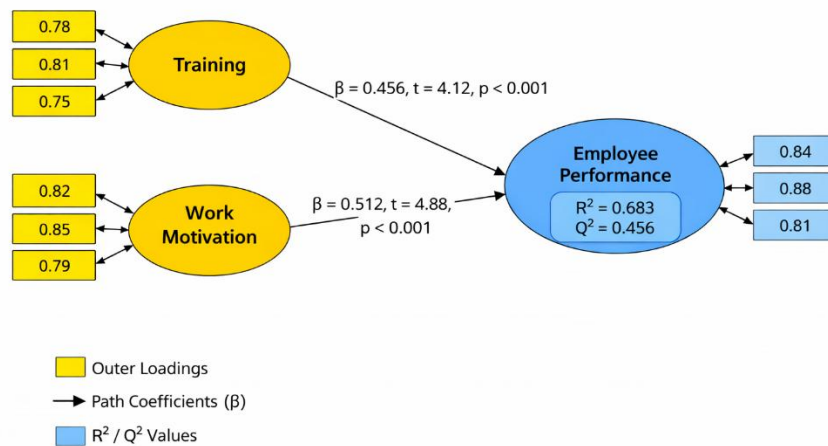 0.78
0.81
0.75
Training
β = 0.456, t = 4.12, p < 0.001
0.82
0.85
0.79
Work
Motivation
β = 0.512, t = 4.88,
p < 0.001
Employee
Performance
R² = 0.683
Q² = 0.456
0.84
0.88
0.81
Outer Loadings
Path Coefficients (β)
R² / Q² Values